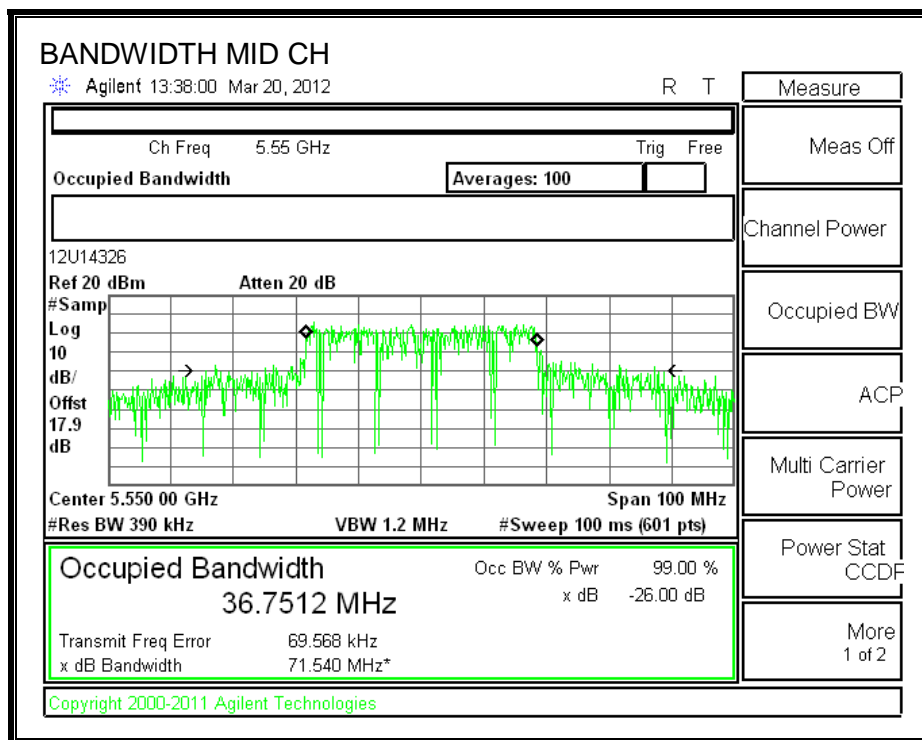 BANDWIDTH MID CH
Agilent 13:38:00 Mar 20, 2012 R T
Measure
Ch Freq 5.55 GHz Trig Free
Meas Off
Occupied Bandwidth Averages: 100
Channel Power
12U14326
Ref 20 dBm Atten 20 dB
#Samp
Log
10
dB/
Offst
17.9
dB
Occupied BW
ACP
Multi Carrier
Power
Center 5.550 00 GHz Span 100 MHz
#Res BW 390 kHz VBW 1.2 MHz #Sweep 100 ms (601 pts)
Power Stat
CCDF
Occupied Bandwidth Occ BW % Pwr 99.00 %
36.7512 MHz x dB -26.00 dB
Transmit Freq Error 69.568 kHz
x dB Bandwidth 71.540 MHz*
More
1 of 2
Copyright 2000-2011 Agilent Technologies